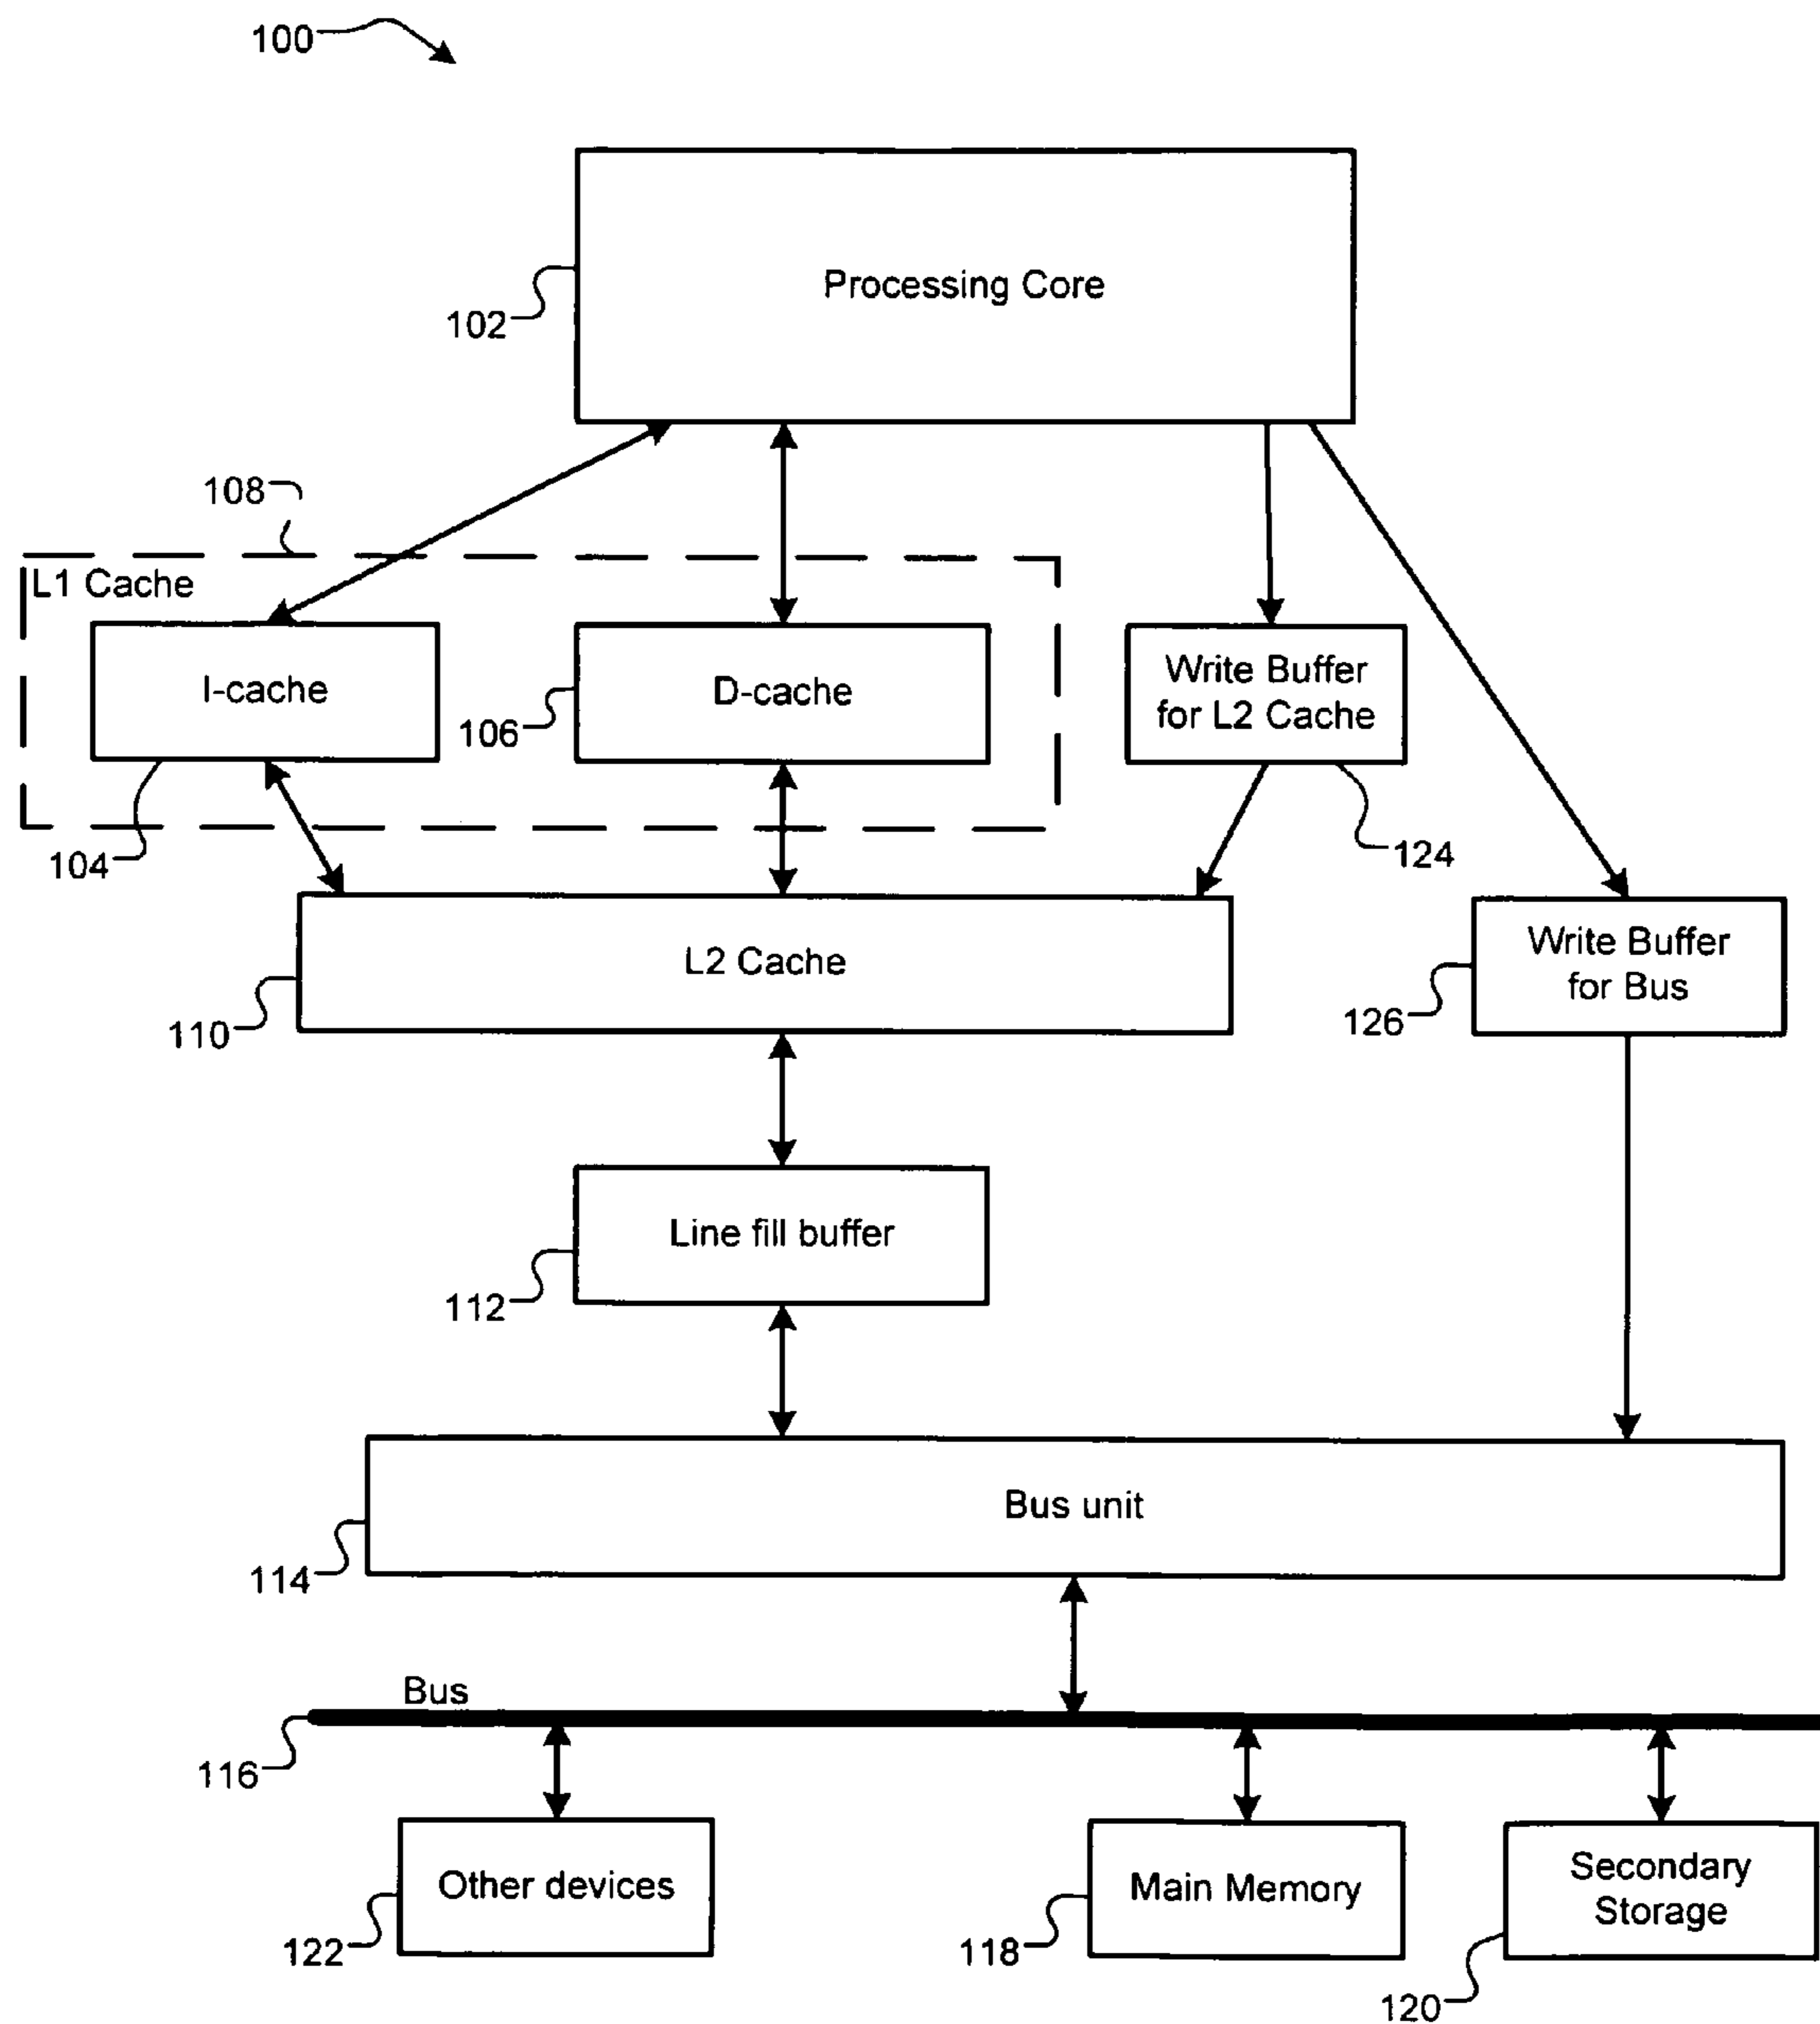 100
Processing Core
102
108
L1 Cache
I-cache
D-cache
106
Write Buffer
for L2 Cache
104
124
L2 Cache
110
Write Buffer
for Bus
126
Line fill buffer
112
Bus unit
114
Bus
116
Other devices
122
Main Memory
118
Secondary
Storage
120